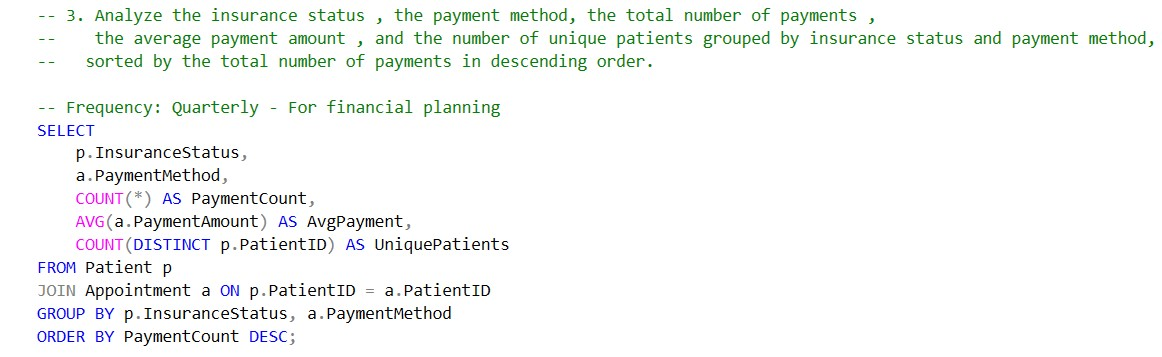 -- 3. Analyze the insurance status , the payment method, the total number of payments ,
--    the average payment amount , and the number of unique patients grouped by insurance status and payment method,
--   sorted by the total number of payments in descending order.

-- Frequency: Quarterly - For financial planning
SELECT
    p.InsuranceStatus,
    a.PaymentMethod,
    COUNT(*) AS PaymentCount,
    AVG(a.PaymentAmount) AS AvgPayment,
    COUNT(DISTINCT p.PatientID) AS UniquePatients
FROM Patient p
JOIN Appointment a ON p.PatientID = a.PatientID
GROUP BY p.InsuranceStatus, a.PaymentMethod
ORDER BY PaymentCount DESC;